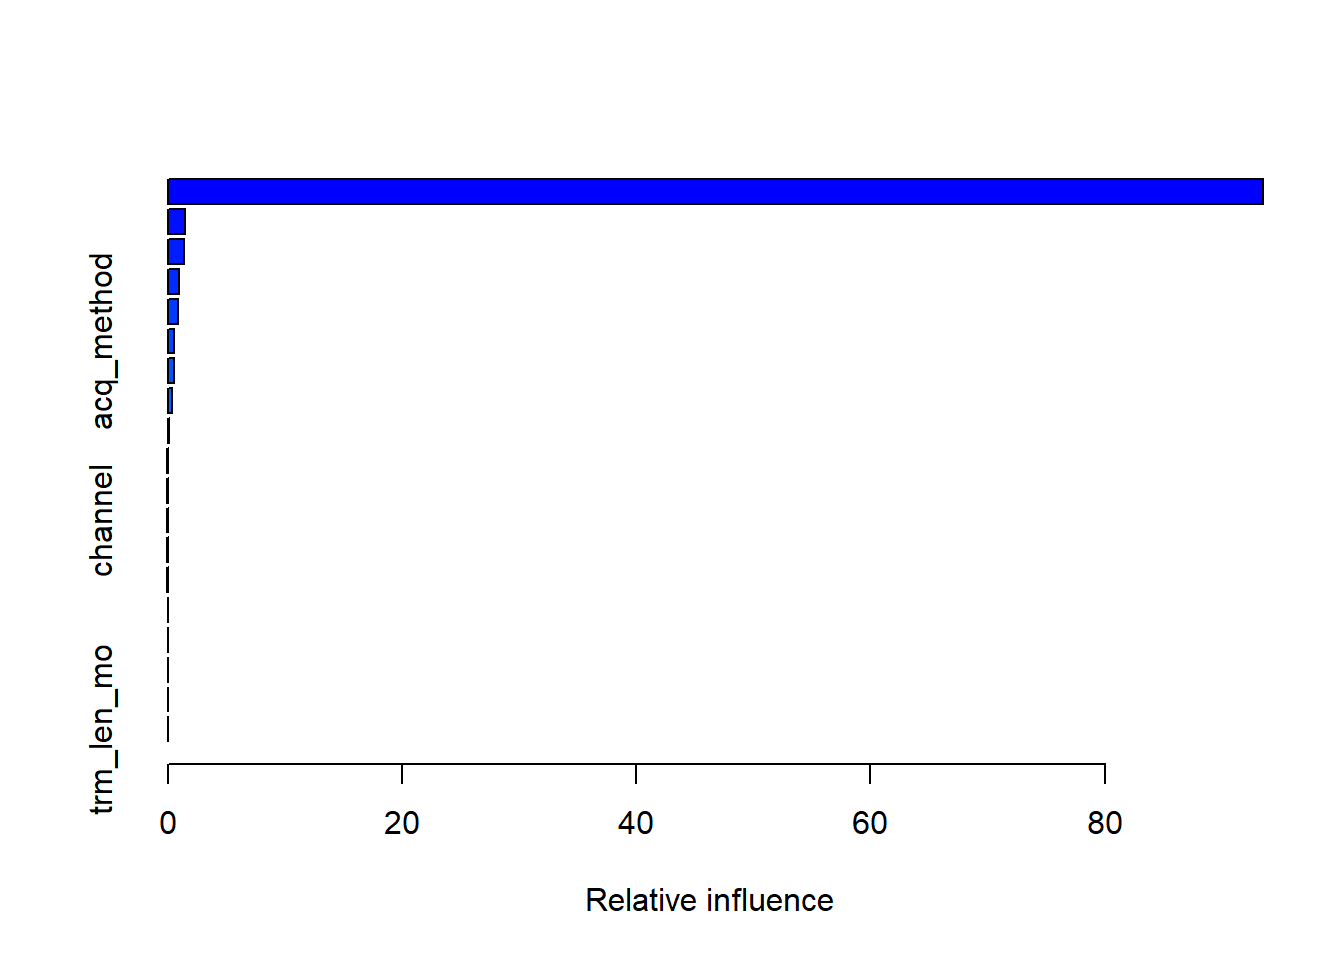 acq_method
channel
trm_len_mo
0 20 40 60 80
Relative influence